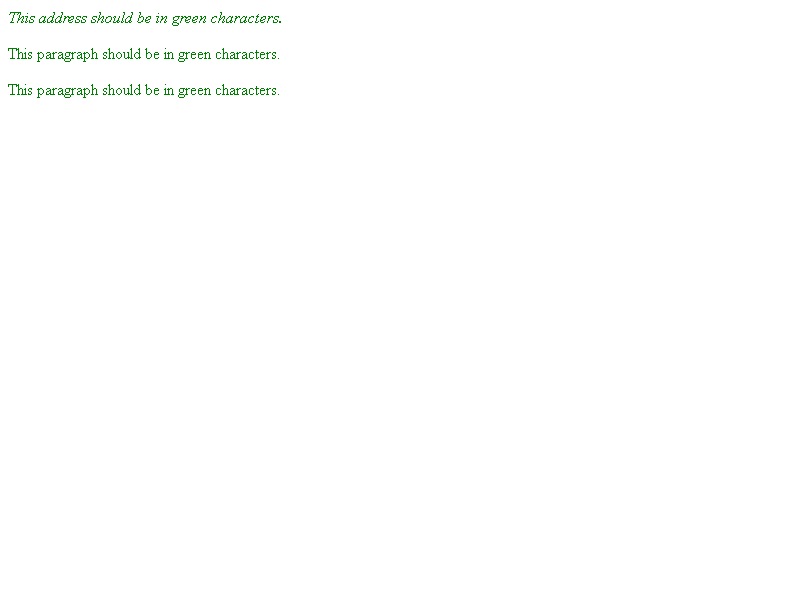 This address should be in green characters.
This paragraph should be in green characters.
This paragraph should be in green characters.